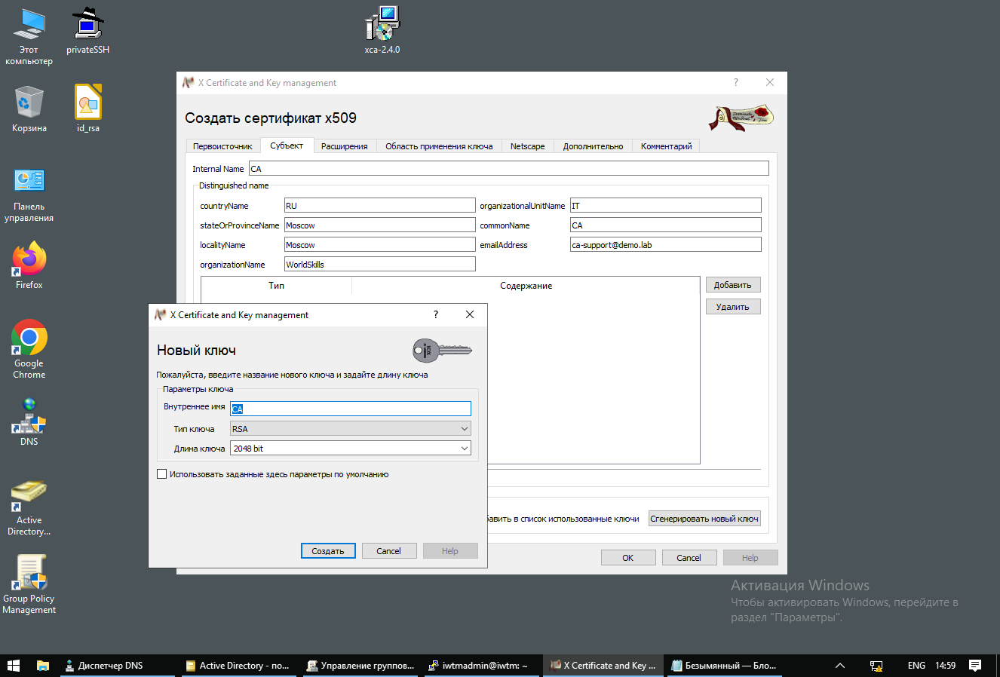 Этот
компьютер
privateSSH
xca-2.4.0
Корзина
id_rsa
Панель
управления
Firefox
Google
Chrome
DNS
Active
Directory...
Group Policy
Management
X Certificate and Key management
?
Создать сертификат x509
Первоисточник
Субъект
Расширения
Область применения ключа
Netscape
Дополнительно
Комментарий
Internal Name
CA
Distinguished name
countryName
RU
organizationalUnitName
IT
stateOrProvinceName
Moscow
commonName
CA
localityName
Moscow
emailAddress
ca-support@demo.lab
organizationName
WorldSkills
Тип
Содержание
Добавить
Удалить
X Certificate and Key management
?
Новый ключ
Пожалуйста, введите название нового ключа и задайте длину ключа
Параметры ключа
Внутреннее имя
CA
Тип ключа
RSA
Длина ключа
2048 bit
Использовать заданные здесь параметры по умолчанию
Создать
Cancel
Help
в список использованные ключи
Сгенерировать новый ключ
OK
Cancel
Help
Активация Windows
Чтобы активировать Windows, перейдите в
раздел "Параметры".
Диспетчер DNS
Active Directory - по...
Управление группов...
iwtmadmin@iwtm: ~
X Certificate and Key ...
Безымянный — Бло...
ENG
14:59